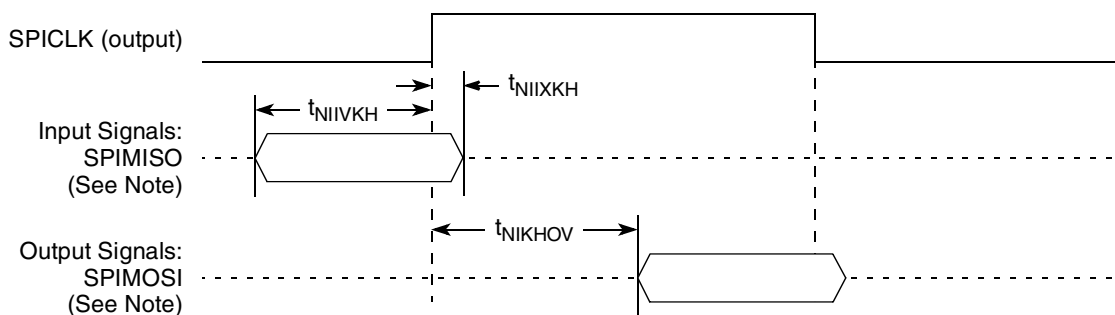 SPICLK (output)
tNIIXKH
tNIIVKH
Input Signals:
SPIMISO
(See Note)
tNIKHOV
Output Signals:
SPIMOSI
(See Note)